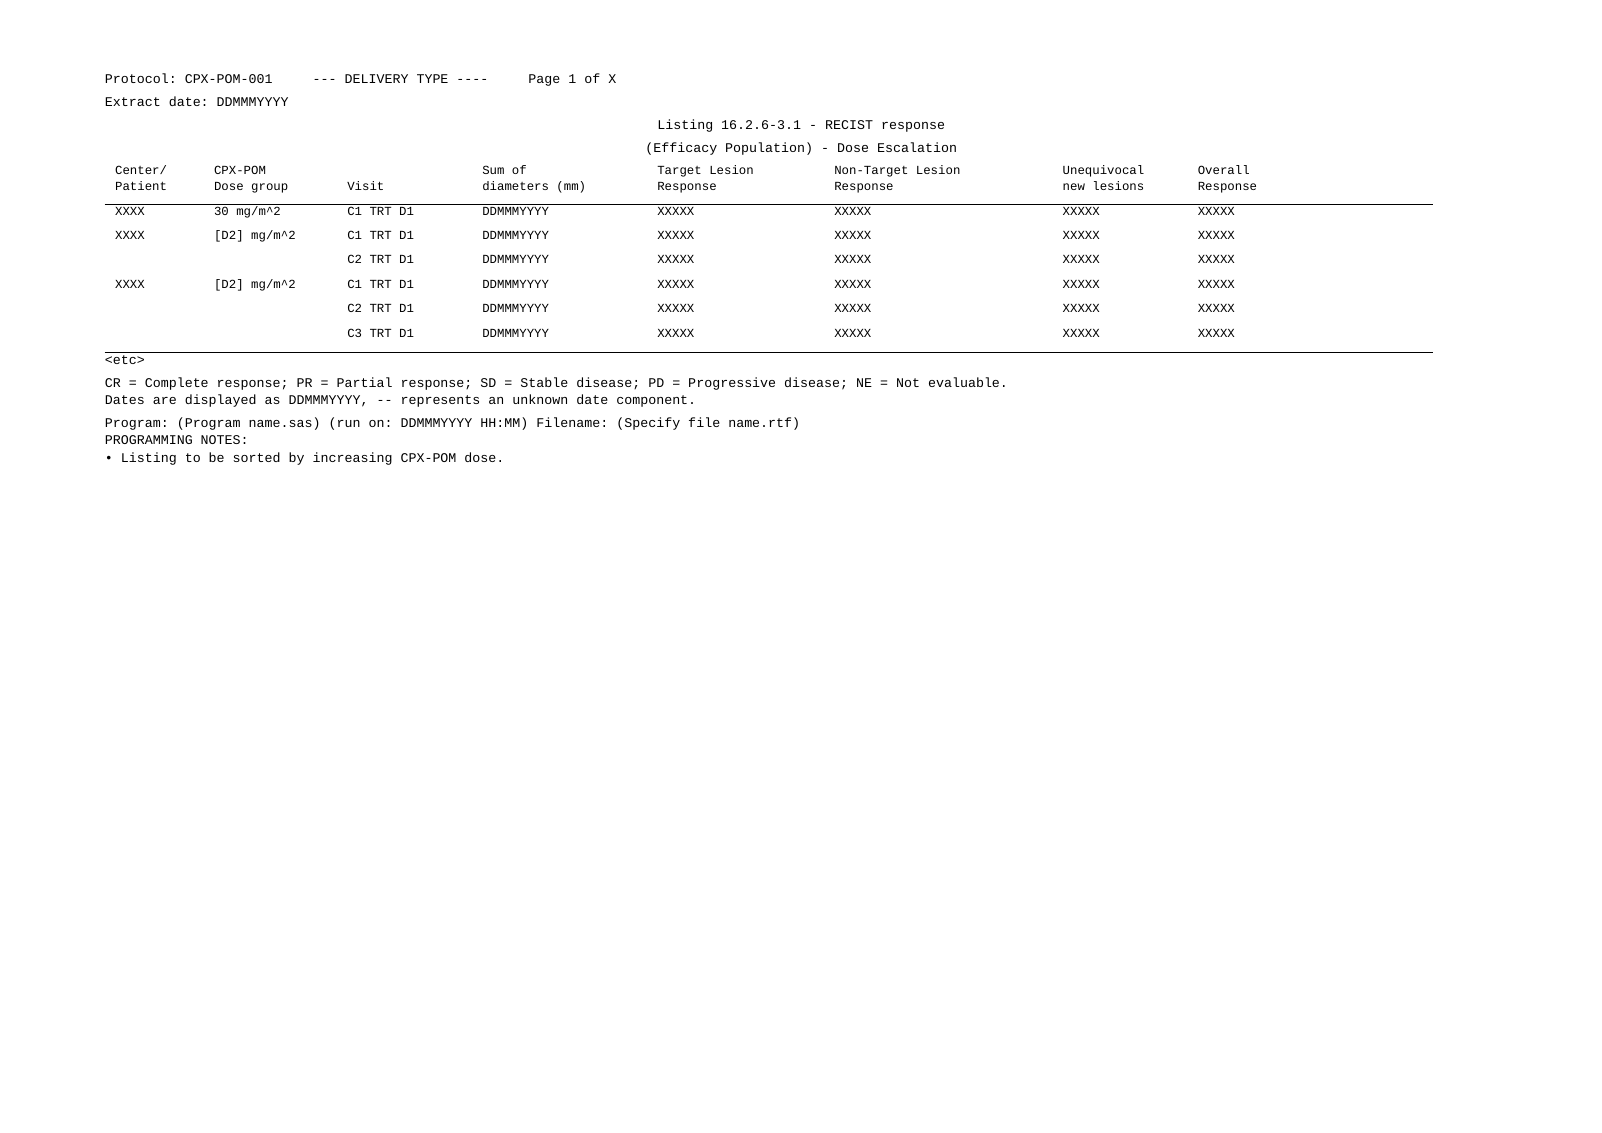 Protocol: CPX-POM-001 --- DELIVERY TYPE ---- Page 1 of X
Extract date: DDMMMYYYY
Listing 16.2.6-3.1 - RECIST response
(Efficacy Population) - Dose Escalation
Center/ CPX-POM Sum of Target Lesion Non-Target Lesion Unequivocal Overall
Patient Dose group Visit diameters (mm) Response Response new lesions Response
XXXX 30 mg/m^2 C1 TRT D1 DDMMMYYYY XXXXX XXXXX XXXXX XXXXX
XXXX [D2] mg/m^2 C1 TRT D1 DDMMMYYYY XXXXX XXXXX XXXXX XXXXX
C2 TRT D1 DDMMMYYYY XXXXX XXXXX XXXXX XXXXX
XXXX [D2] mg/m^2 C1 TRT D1 DDMMMYYYY XXXXX XXXXX XXXXX XXXXX
C2 TRT D1 DDMMMYYYY XXXXX XXXXX XXXXX XXXXX
C3 TRT D1 DDMMMYYYY XXXXX XXXXX XXXXX XXXXX
<etc>
CR = Complete response; PR = Partial response; SD = Stable disease; PD = Progressive disease; NE = Not evaluable.
Dates are displayed as DDMMMYYYY, -- represents an unknown date component.
Program: (Program name.sas) (run on: DDMMMYYYY HH:MM) Filename: (Specify file name.rtf)
PROGRAMMING NOTES:
• Listing to be sorted by increasing CPX-POM dose.